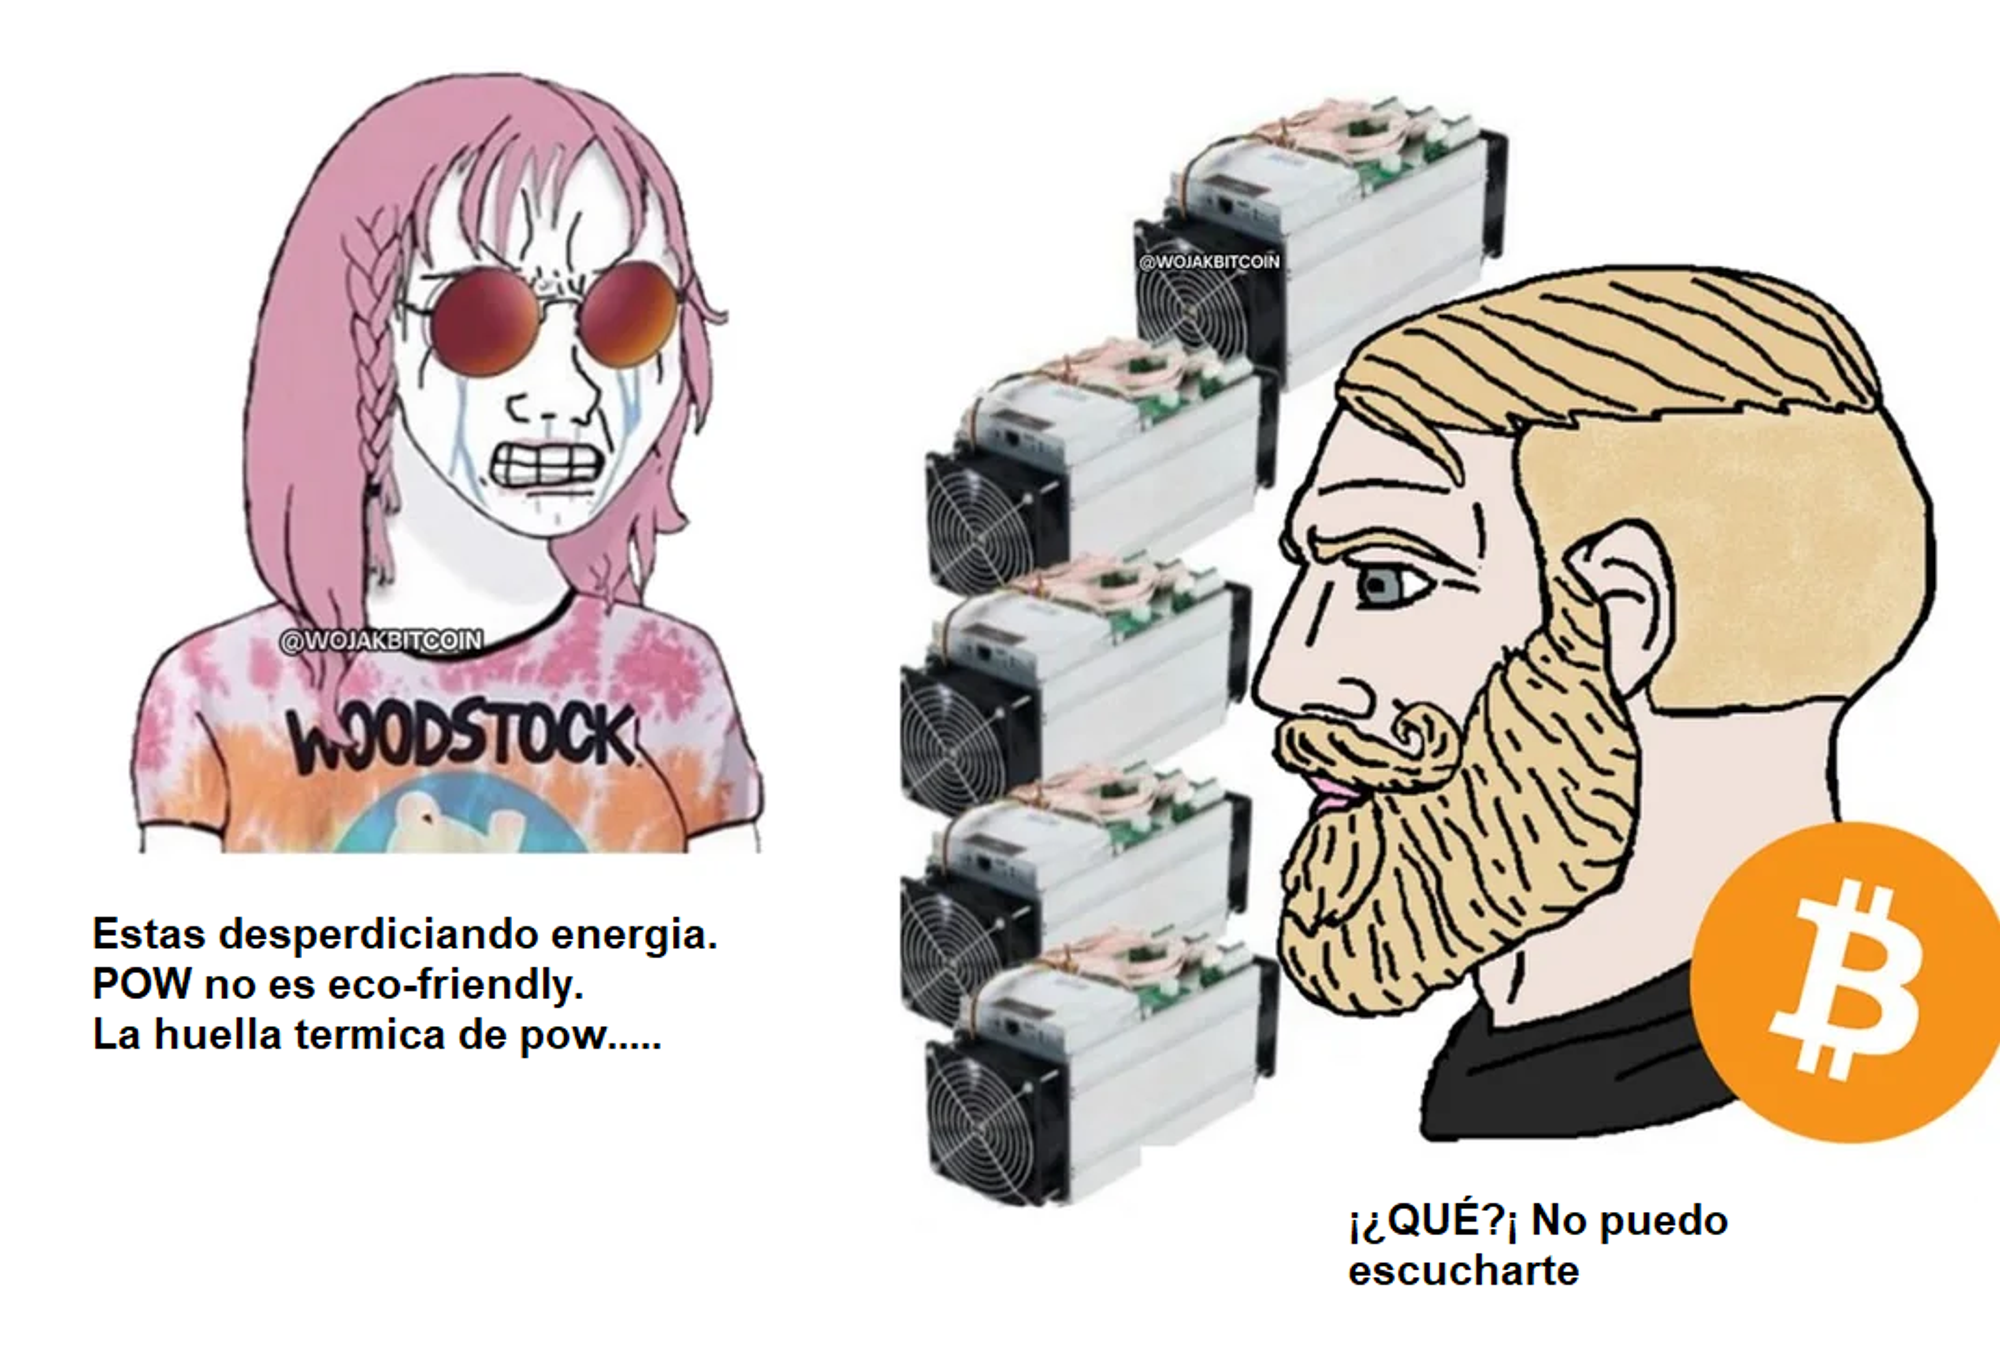 @WOJAKBITCOIN
@WOJAKBITCOIN
WOODSTOCK
Estas desperdiciando energia.
POW no es eco-friendly.
La huella termica de pow.....
¡¿QUÉ?¡ No puedo
escucharte